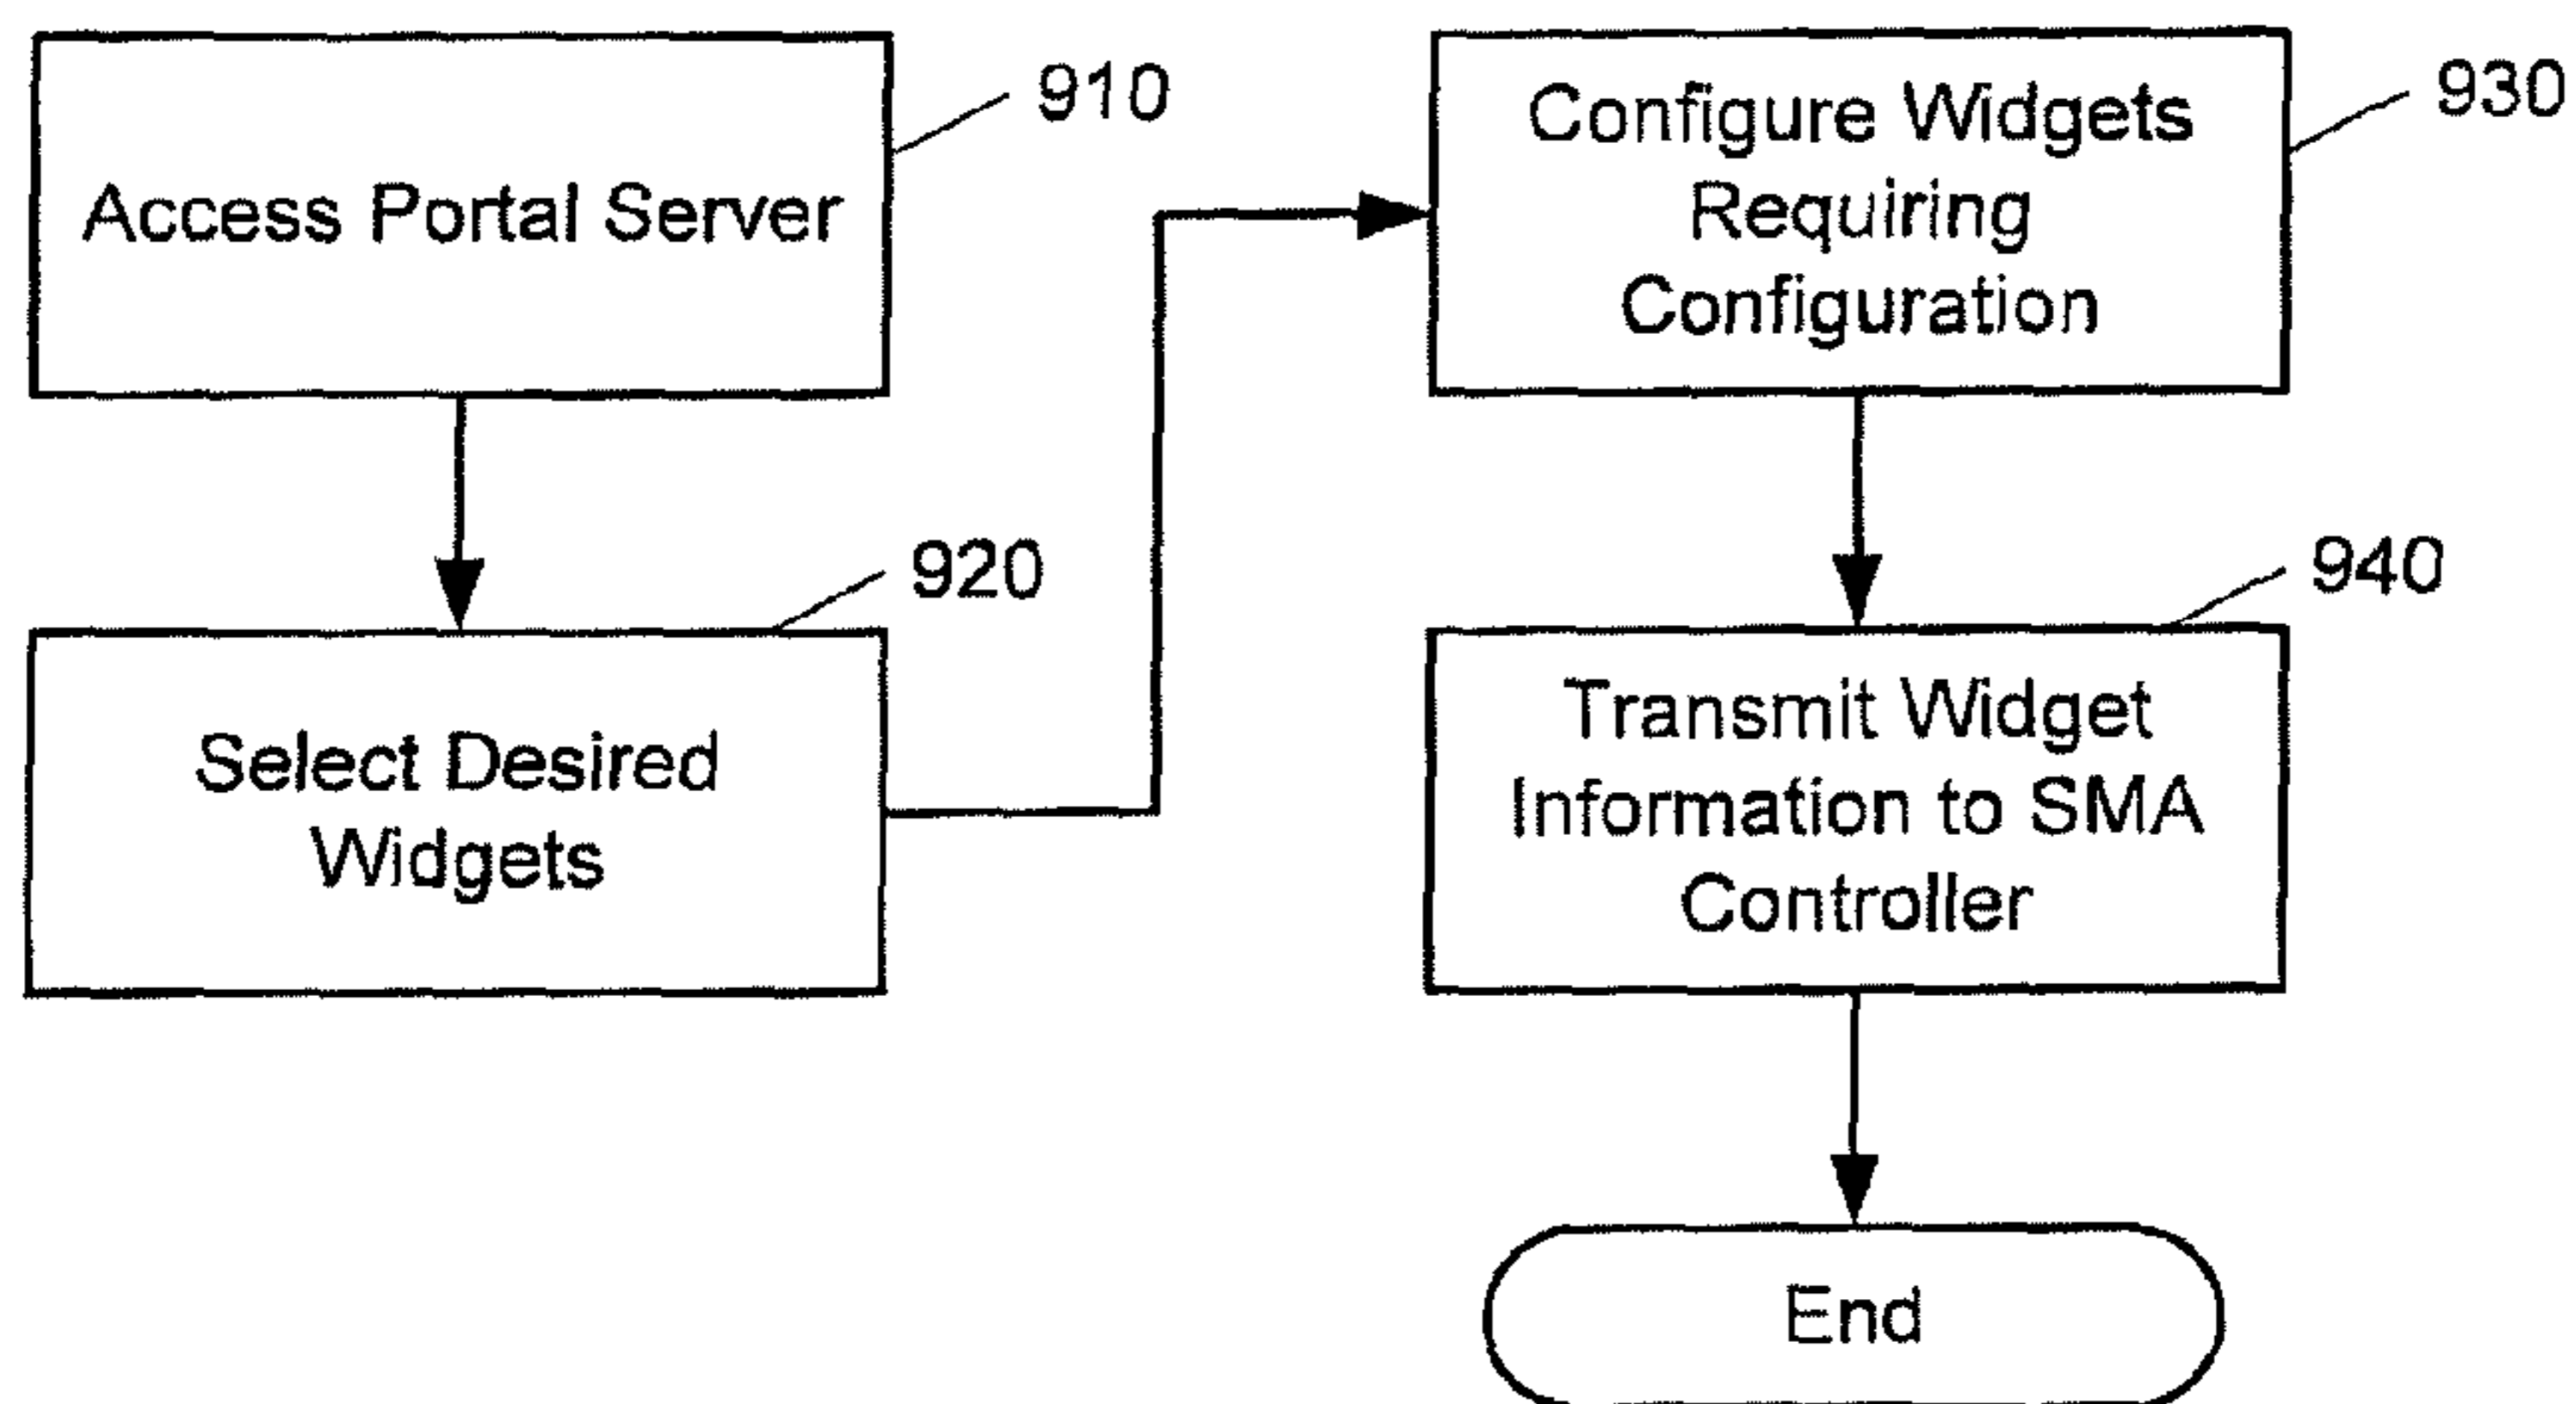 Access Portal Server
910
Select Desired
Widgets
920
Configure Widgets
Requiring
Configuration
930
Transmit Widget
Information to SMA
Controller
940
End